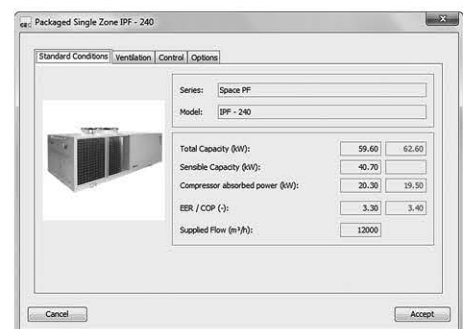 Packaged Single Zone IPF - 240
Standard Conditions Ventilation Control Options
Series: Space PF
Model: IPF - 240
Total Capacity (kW): 59.60 62.60
Sensible Capacity (kW): 40.70
Compressor absorbed power (kW): 20.30 19.50
EER / COP (-): 3.30 3.40
Supplied Flow (m³/h): 12000
Cancel Accept